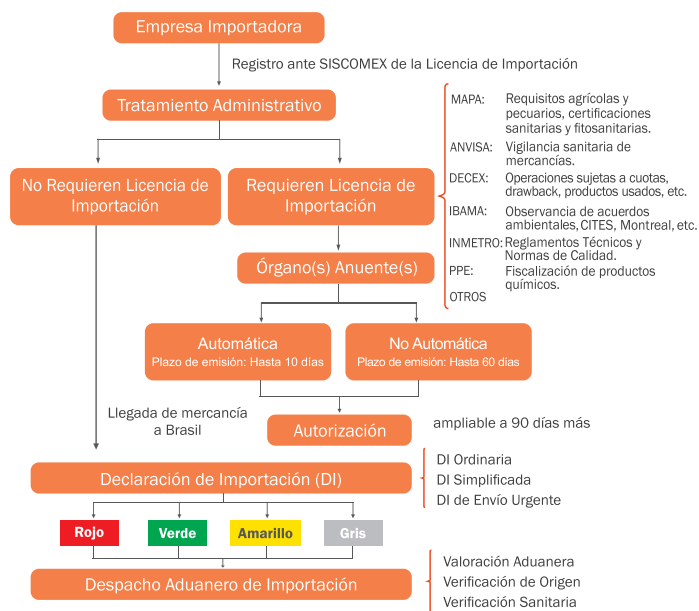 Empresa Importadora
Registro ante SISCOMEX de la Licencia de Importación
Tratamiento Administrativo
No Requieren Licencia de
Importación
Requieren Licencia de
Importación
MAPA: Requisitos agrícolas y
pecuarios, certificaciones
sanitarias y fitosanitarias.
ANVISA: Vigilancia sanitaria de
mercancías.
DECEX: Operaciones sujetas a cuotas,
drawback, productos usados, etc.
IBAMA: Observancia de acuerdos
ambientales, CITES, Montreal, etc.
INMETRO: Reglamentos Técnicos y
Normas de Calidad.
PPE: Fiscalización de productos
químicos.
OTROS
Órgano(s) Anuente(s)
Automática
Plazo de emisión: Hasta 10 días
No Automática
Plazo de emisión: Hasta 60 días
Llegada de mercancía
a Brasil
Autorización
ampliable a 90 días más
Declaración de Importación (DI)
DI Ordinaria
DI Simplificada
DI de Envío Urgente
Rojo
Verde
Amarillo
Gris
Despacho Aduanero de Importación
Valoración Aduanera
Verificación de Origen
Verificación Sanitaria